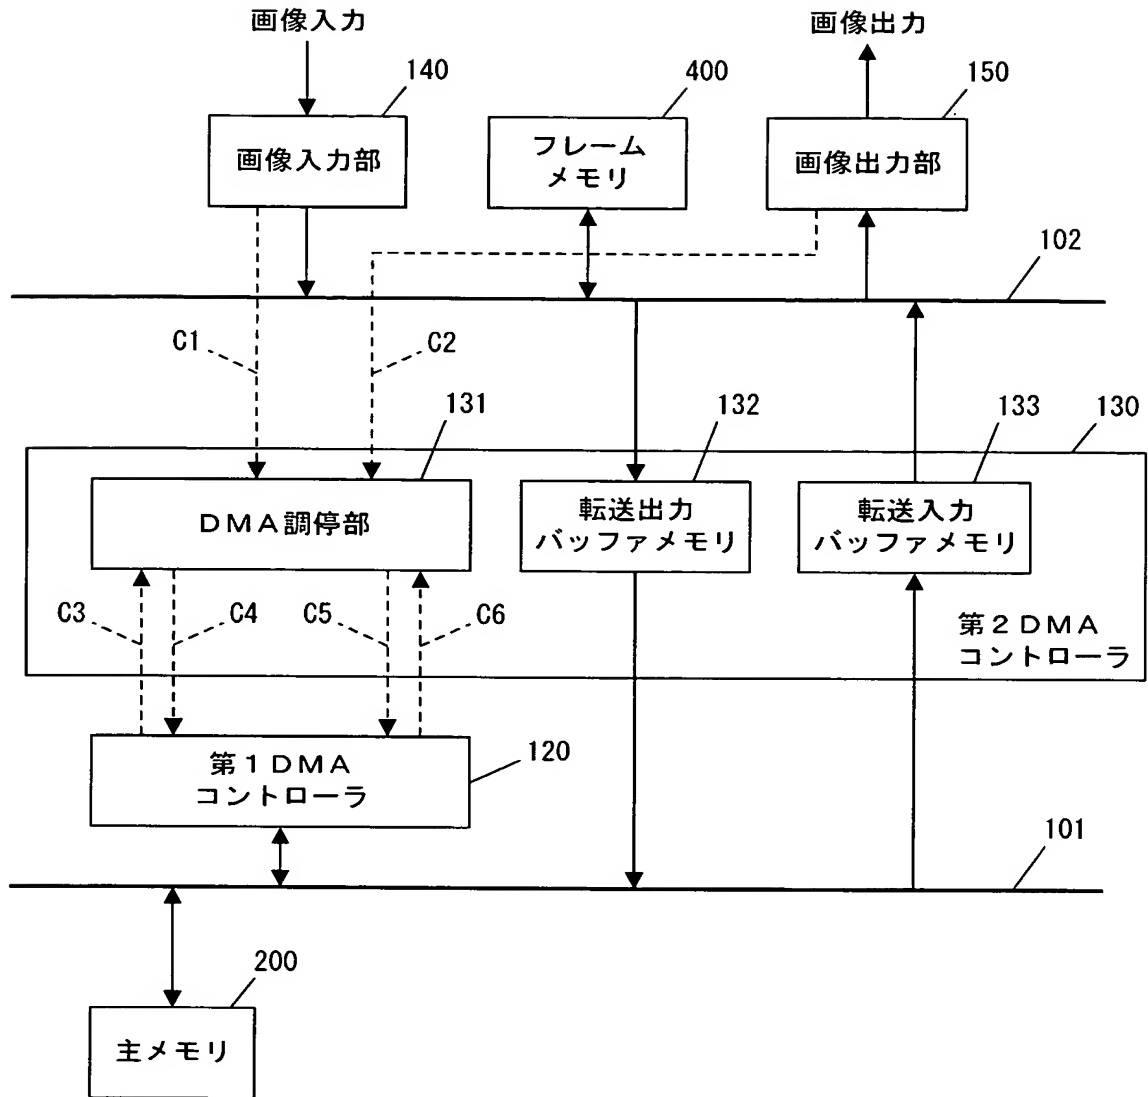 画像入力
画像出力
140
400
150
画像入力部
フレーム
メモリ
画像出力部
102
C1
C2
131
132
133
130
DMA調停部
転送出力
バッファメモリ
転送入力
バッファメモリ
C3
C4
C5
C6
第2DMA
コントローラ
第1DMA
コントローラ
120
101
200
主メモリ